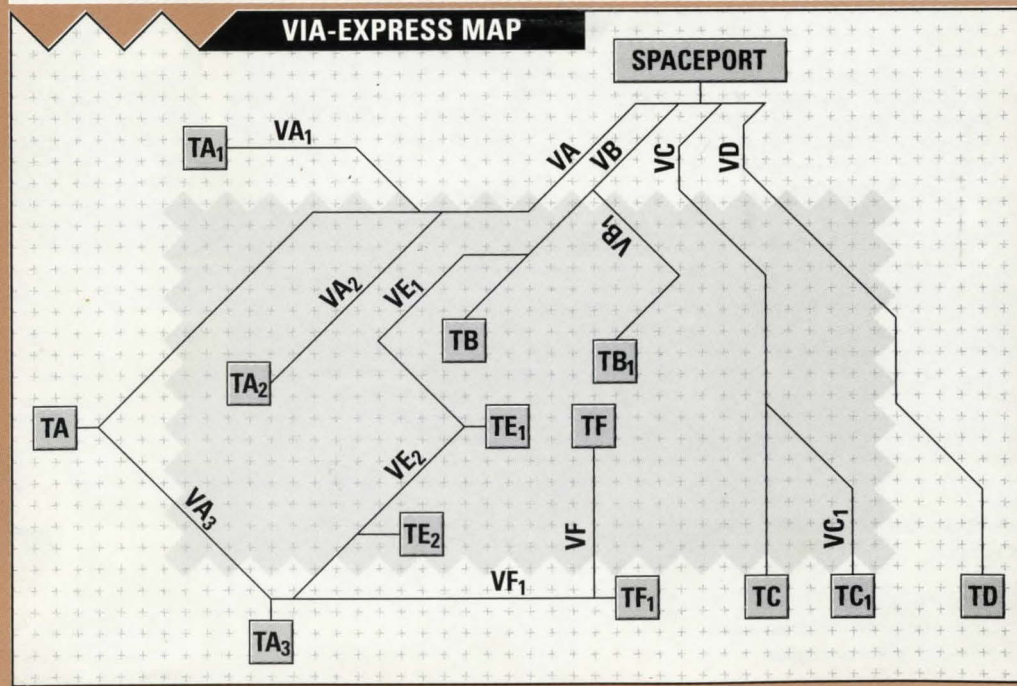 VIA-EXPRESS MAP
SPACEPORT
TA₁
VA₁
VA
VB
VC
VD
VB₁
VA₂
VE₁
TB
TB₁
TA₂
TA
TE₁
TF
VE₂
VA₃
TE₂
VF
VC₁
VF₁
TF₁
TC
TC₁
TD
TA₃